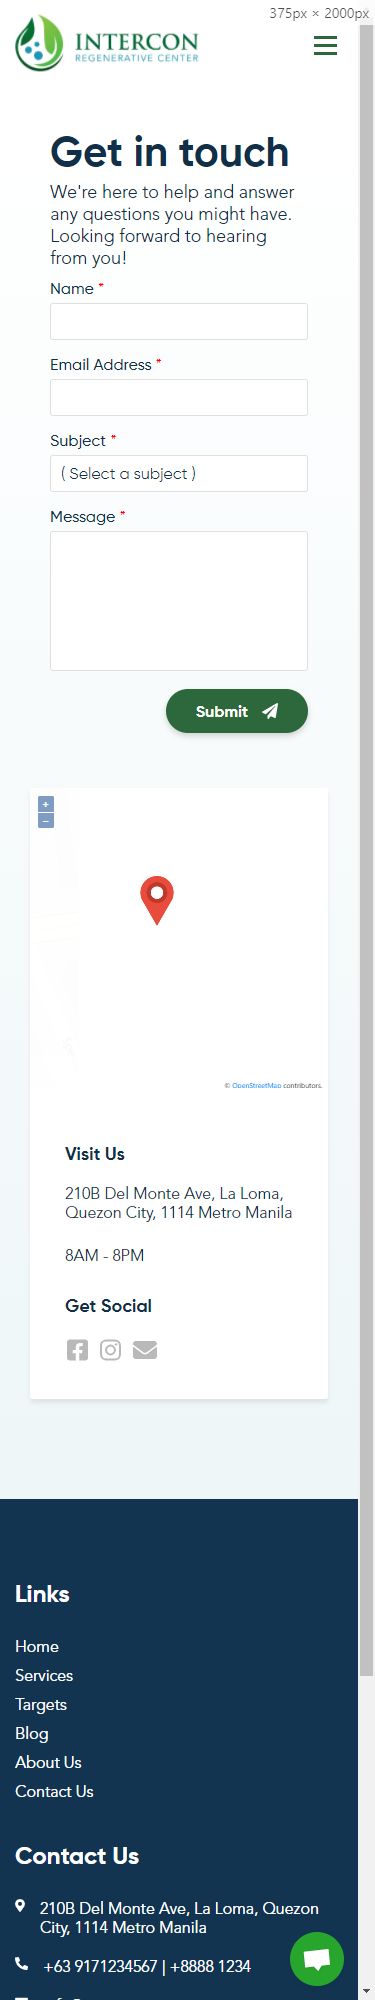 375px × 2000px
INTERCON
REGENERATIVE CENTER
Get in touch
We're here to help and answer
any questions you might have.
Looking forward to hearing
from you!
Name *
Email Address *
Subject *
( Select a subject )
Message *
Submit
+
–
© OpenStreetMap contributors.
Visit Us
210B Del Monte Ave, La Loma,
Quezon City, 1114 Metro Manila
8AM - 8PM
Get Social
Links
Home
Services
Targets
Blog
About Us
Contact Us
Contact Us
210B Del Monte Ave, La Loma, Quezon
City, 1114 Metro Manila
+63 9171234567 | +8888 1234